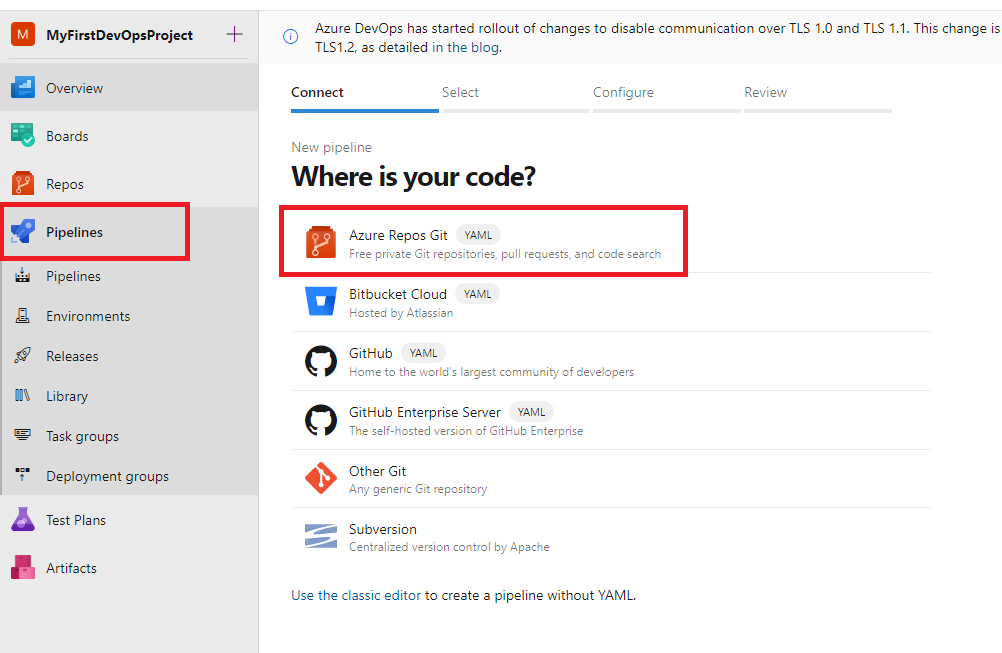 M MyFirstDevOpsProject
Overview
Boards
Repos
Pipelines
Pipelines
Environments
Releases
Library
Task groups
Deployment groups
Test Plans
Artifacts
Azure DevOps has started rollout of changes to disable communication over TLS 1.0 and TLS 1.1. This change is
TLS1.2, as detailed in the blog.
Connect Select Configure Review
New pipeline
Where is your code?
Azure Repos Git YAML
Free private Git repositories, pull requests, and code search
Bitbucket Cloud YAML
Hosted by Atlassian
GitHub YAML
Home to the world's largest community of developers
GitHub Enterprise Server YAML
The self-hosted version of GitHub Enterprise
Other Git
Any generic Git repository
Subversion
Centralized version control by Apache
Use the classic editor to create a pipeline without YAML.